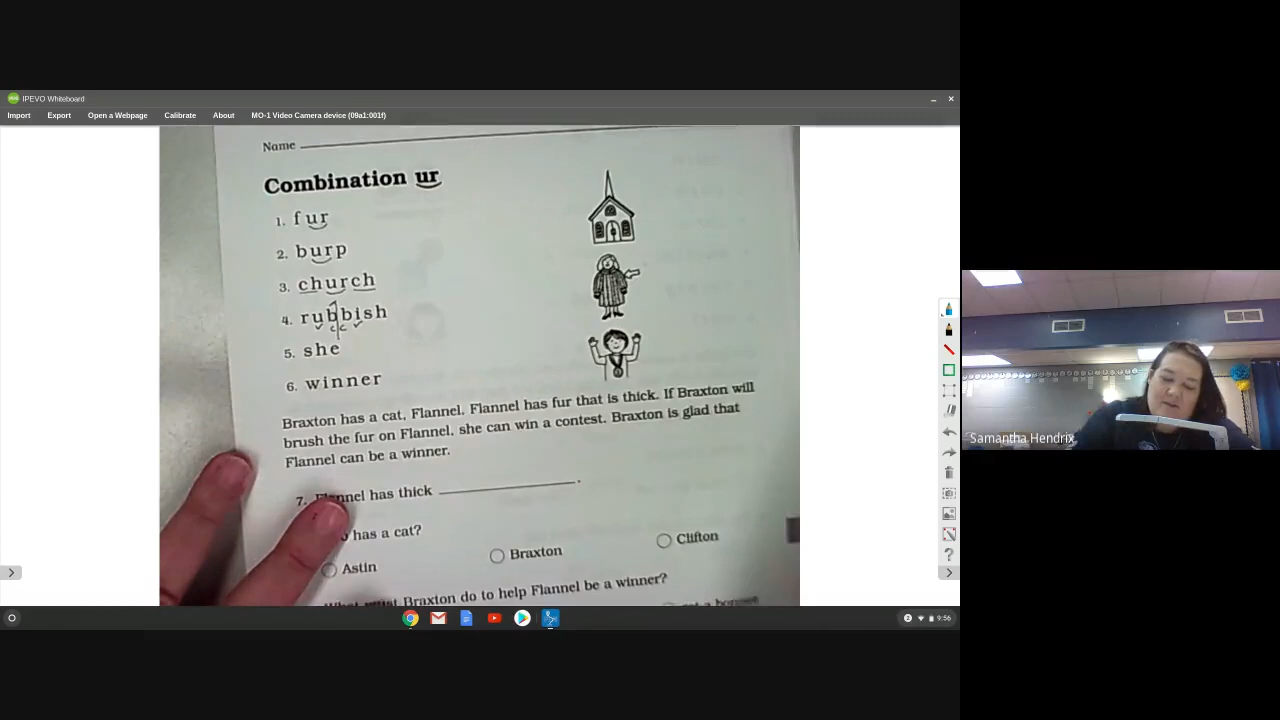 IPEVO Whiteboard
Import Export Open a Webpage Calibrate About MO-1 Video Camera device (09a1:001f)
Name
Combination ur
1. fur
2. burp
3. church
4. rubbish
c c
5. she
6. winner
Braxton has a cat, Flannel. Flannel has fur that is thick. If Braxton will
brush the fur on Flannel, she can win a contest. Braxton is glad that
Flannel can be a winner.
7. Flannel has thick
has a cat?
Astin Braxton Clifton
What must Braxton do to help Flannel be a winner?
Samantha Hendrix
2 9:56